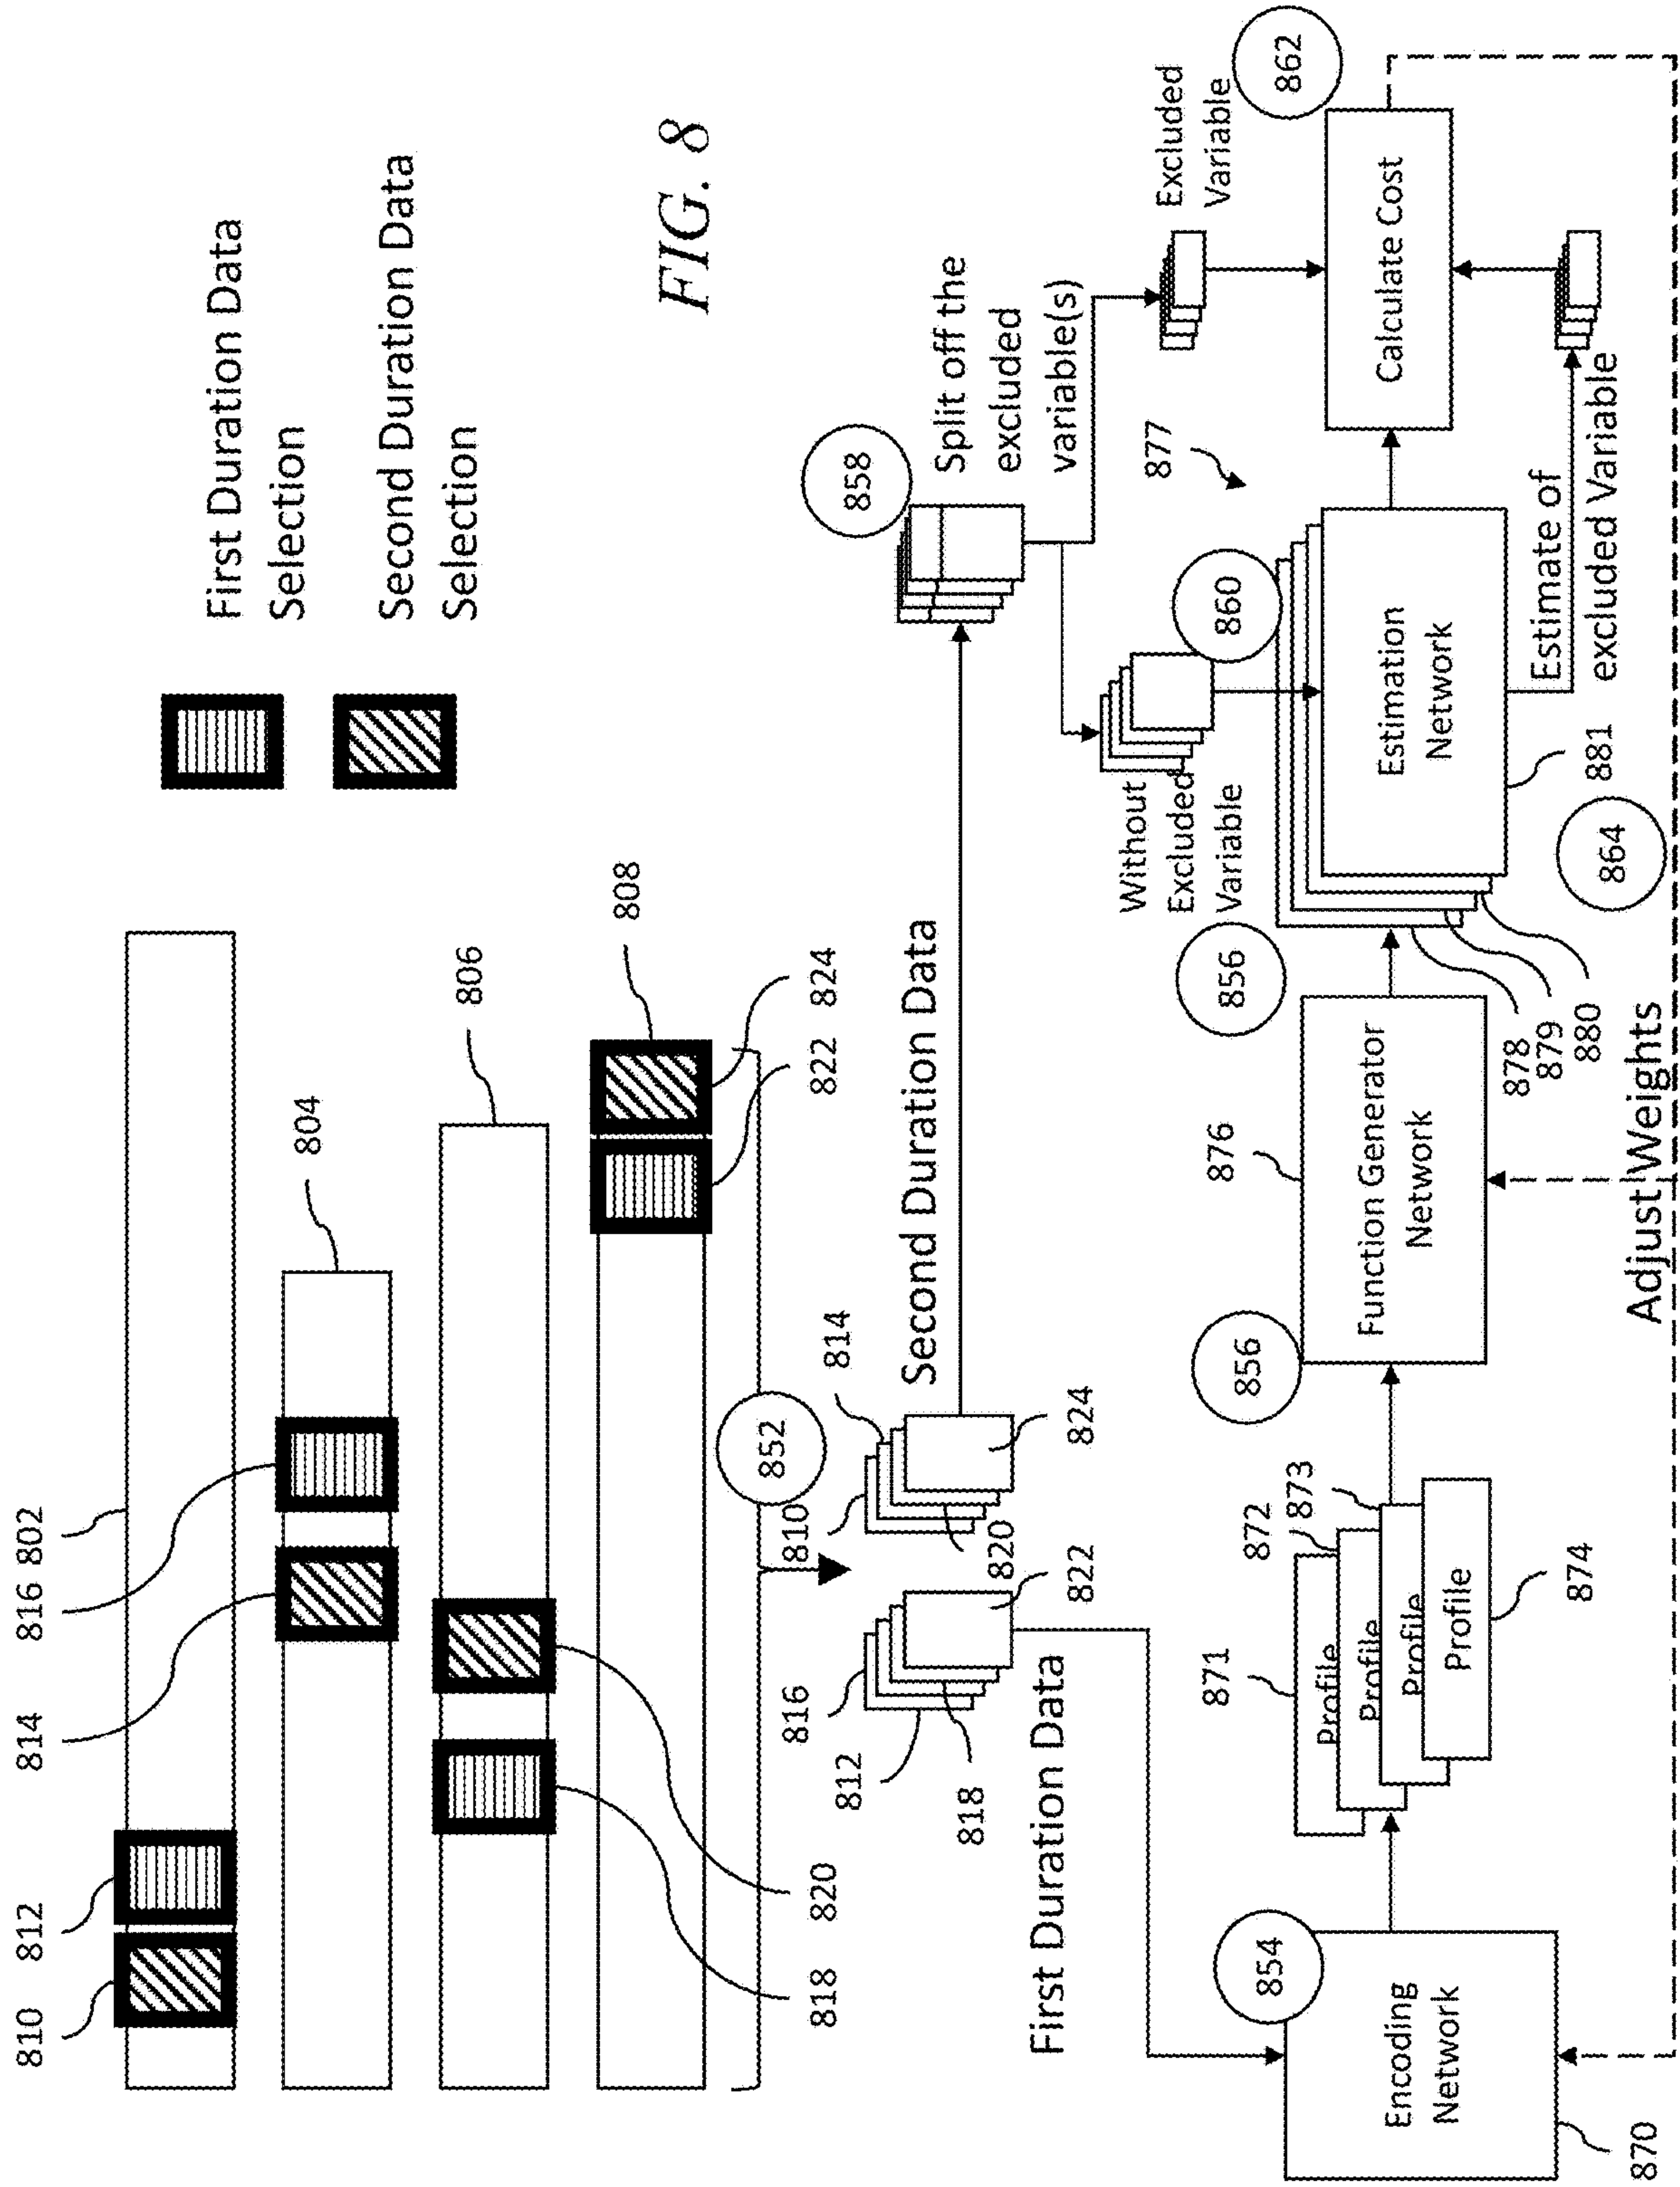 810
812
814
816
802
804
806
808
824
822
820
818
First Duration Data
Selection
Second Duration Data
Selection
FIG. 8
852
816
812
818
822
810
814
820
824
First Duration Data
Second Duration Data
858
Split off the
excluded
variable(s)
Excluded
Variable
862
Without
Excluded
Variable
860
877
854
Encoding
Network
870
871
872
873
874
Profile
Profile
Profile
Profile
856
876
Function Generator
Network
856
878
879
880
Estimation
Network
881
864
Estimate of
excluded Variable
Calculate Cost
Adjust Weights